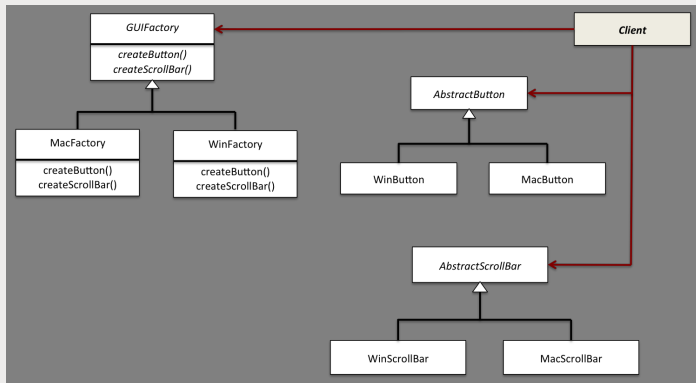 GUIFactory
createButton()
createScrollBar()
Client
AbstractButton
MacFactory
createButton()
createScrollBar()
WinFactory
createButton()
createScrollBar()
WinButton
MacButton
AbstractScrollBar
WinScrollBar
MacScrollBar